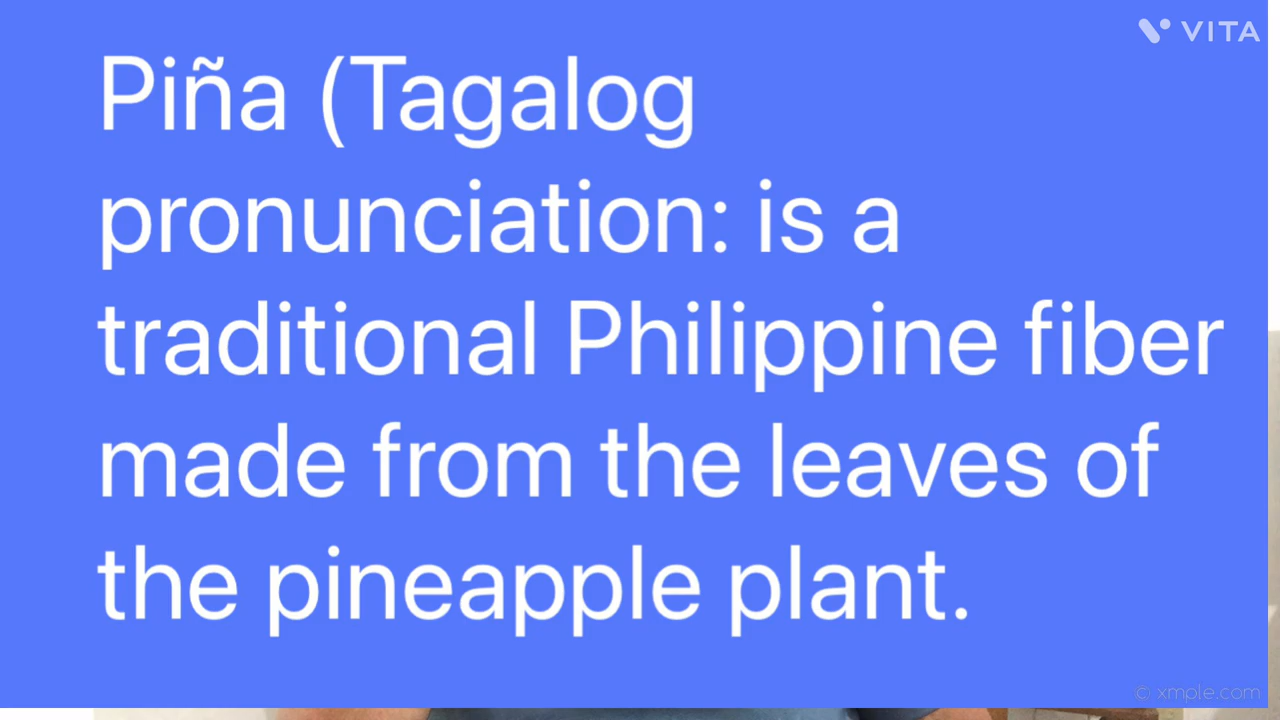 VITA
Piña (Tagalog
pronunciation: is a
traditional Philippine fiber
made from the leaves of
the pineapple plant.
© xmple.com